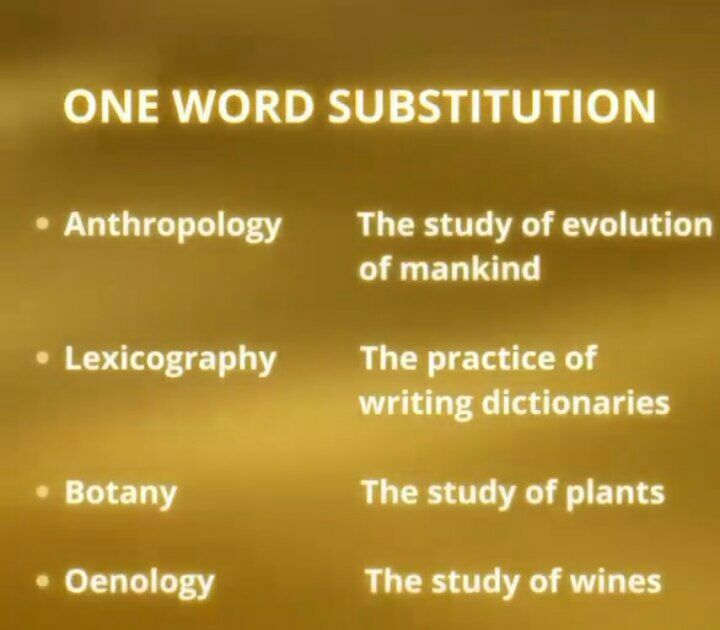 ONE WORD SUBSTITUTION
• Anthropology The study of evolution
of mankind
• Lexicography The practice of
writing dictionaries
• Botany The study of plants
• Oenology The study of wines